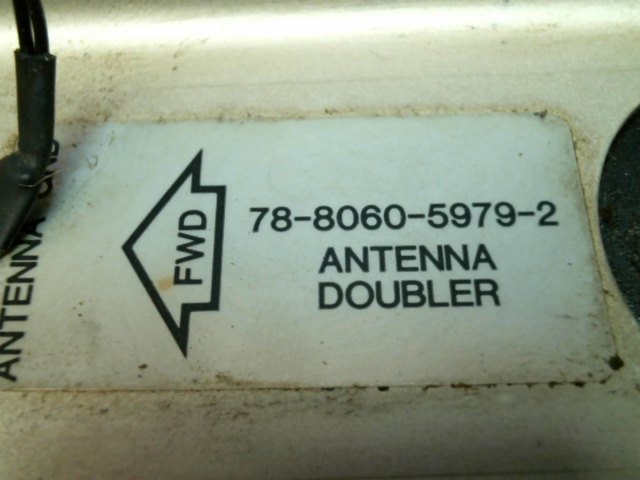 FWD
78-8060-5979-2
ANTENNA
DOUBLER
ANTENNA